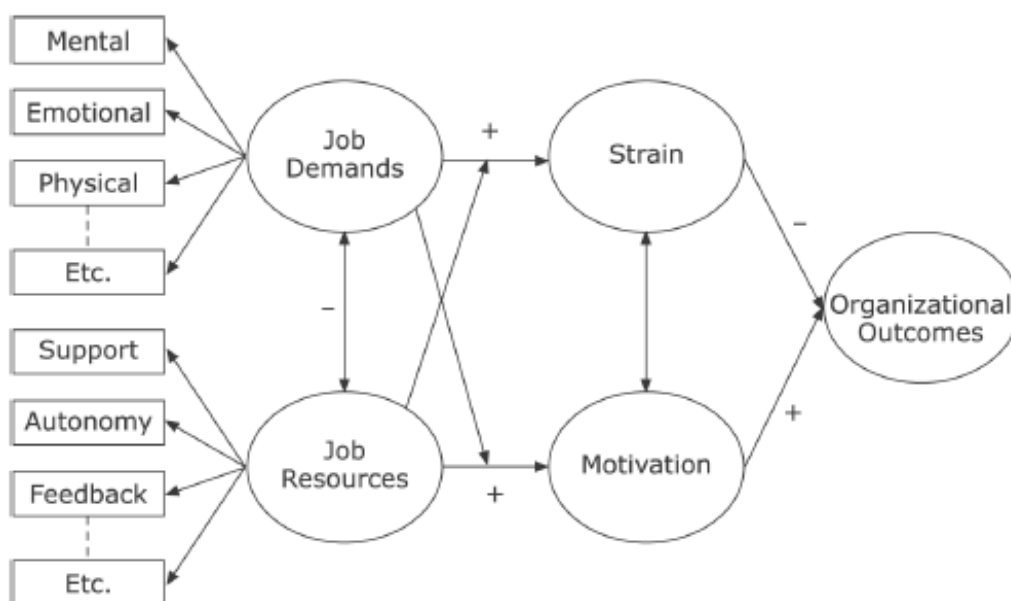 Mental
Emotional
Physical
Etc.
Support
Autonomy
Feedback
Etc.
Job
Demands
Job
Resources
+
–
+
Strain
Motivation
–
+
Organizational
Outcomes